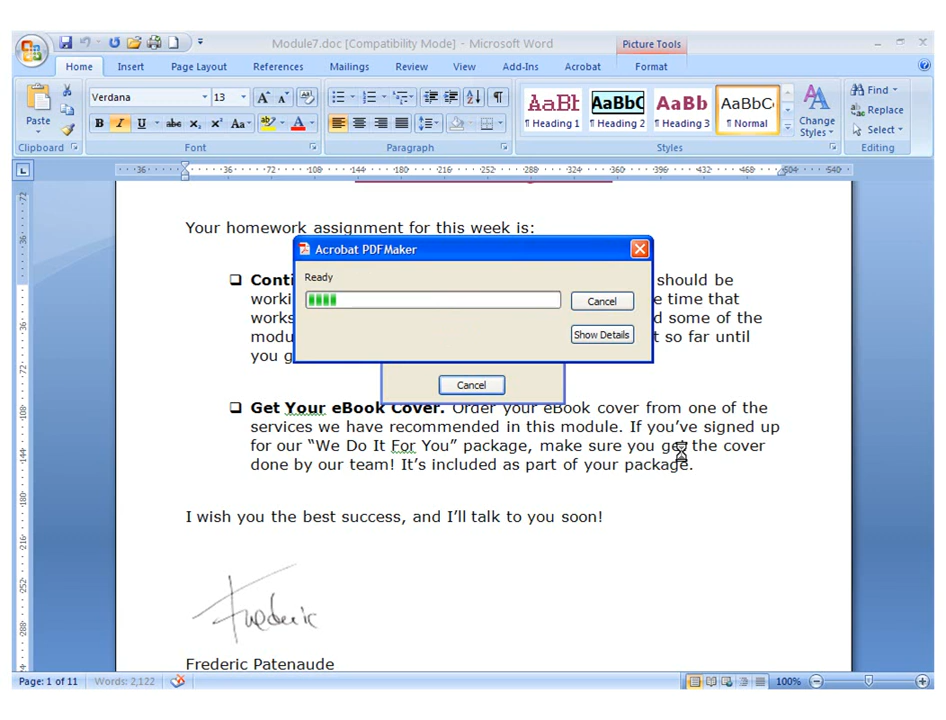 Module7.doc [Compatibility Mode] - Microsoft Word
Picture Tools
Home Insert Page Layout References Mailings Review View Add-Ins Acrobat Format
Paste
Verdana 13
AaBb AaBbC AaBb AaBbC
¶ Heading 1 ¶ Heading 2 ¶ Heading 3 ¶ Normal
Change Styles
Find
Replace
Select
Clipboard Font Paragraph Styles Editing
Your homework assignment for this week is:
Acrobat PDFMaker
Ready
Cancel
Show Details
Cancel
Conti should be
worki e time that
works d some of the
modu t so far until
you g
Get Your eBook Cover. Order your eBook cover from one of the
services we have recommended in this module. If you’ve signed up
for our “We Do It For You” package, make sure you get the cover
done by our team! It’s included as part of your package.
I wish you the best success, and I’ll talk to you soon!
Frederic
Frederic Patenaude
Page: 1 of 11 Words: 2,122 100%